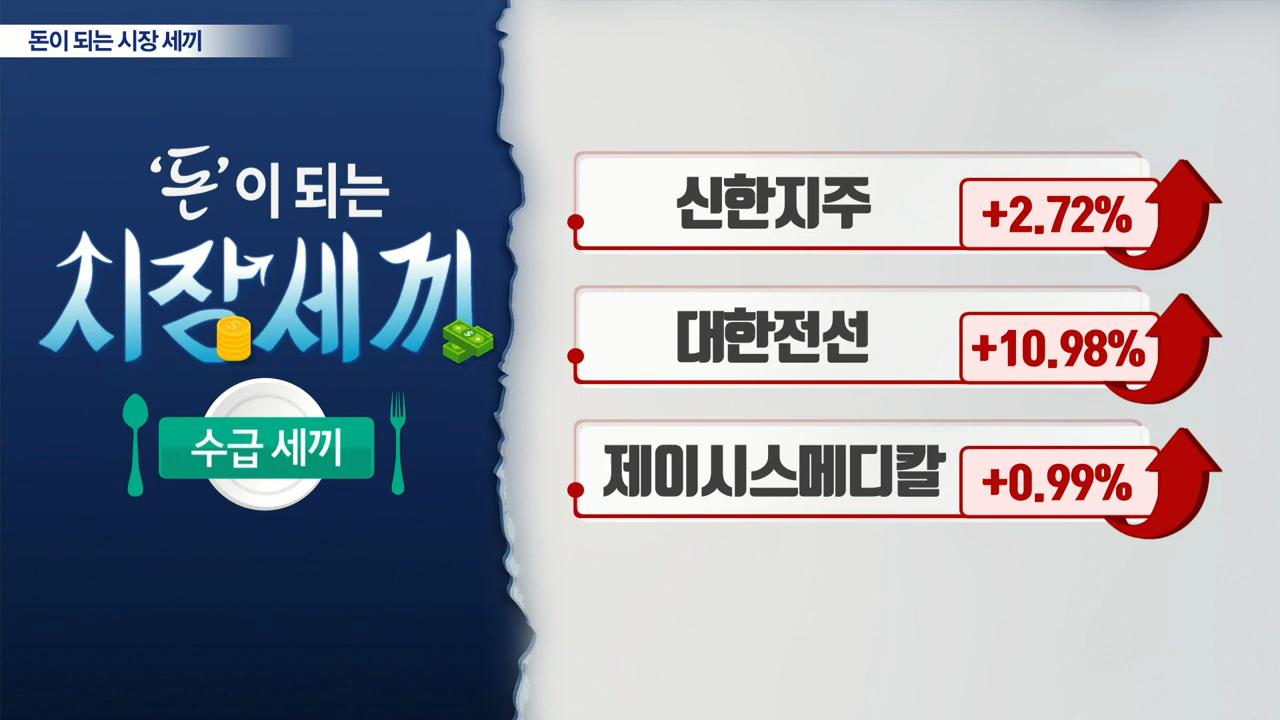 돈이 되는 시장 세끼
‘돈’이 되는
시장세끼
수급 세끼
신한지주
+2.72%
대한전선
+10.98%
제이시스메디칼
+0.99%